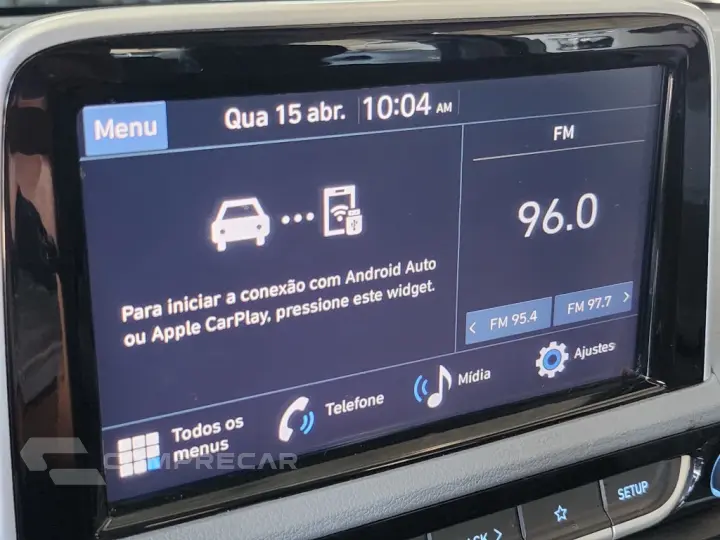 Menu
Qua 15 abr. 10:04 AM
FM
96.0
Para iniciar a conexão com Android Auto
ou Apple CarPlay, pressione este widget.
< FM 95.4
FM 97.7 >
Todos os
menus
Telefone
Mídia
Ajustes
COMPRECAR
SETUP